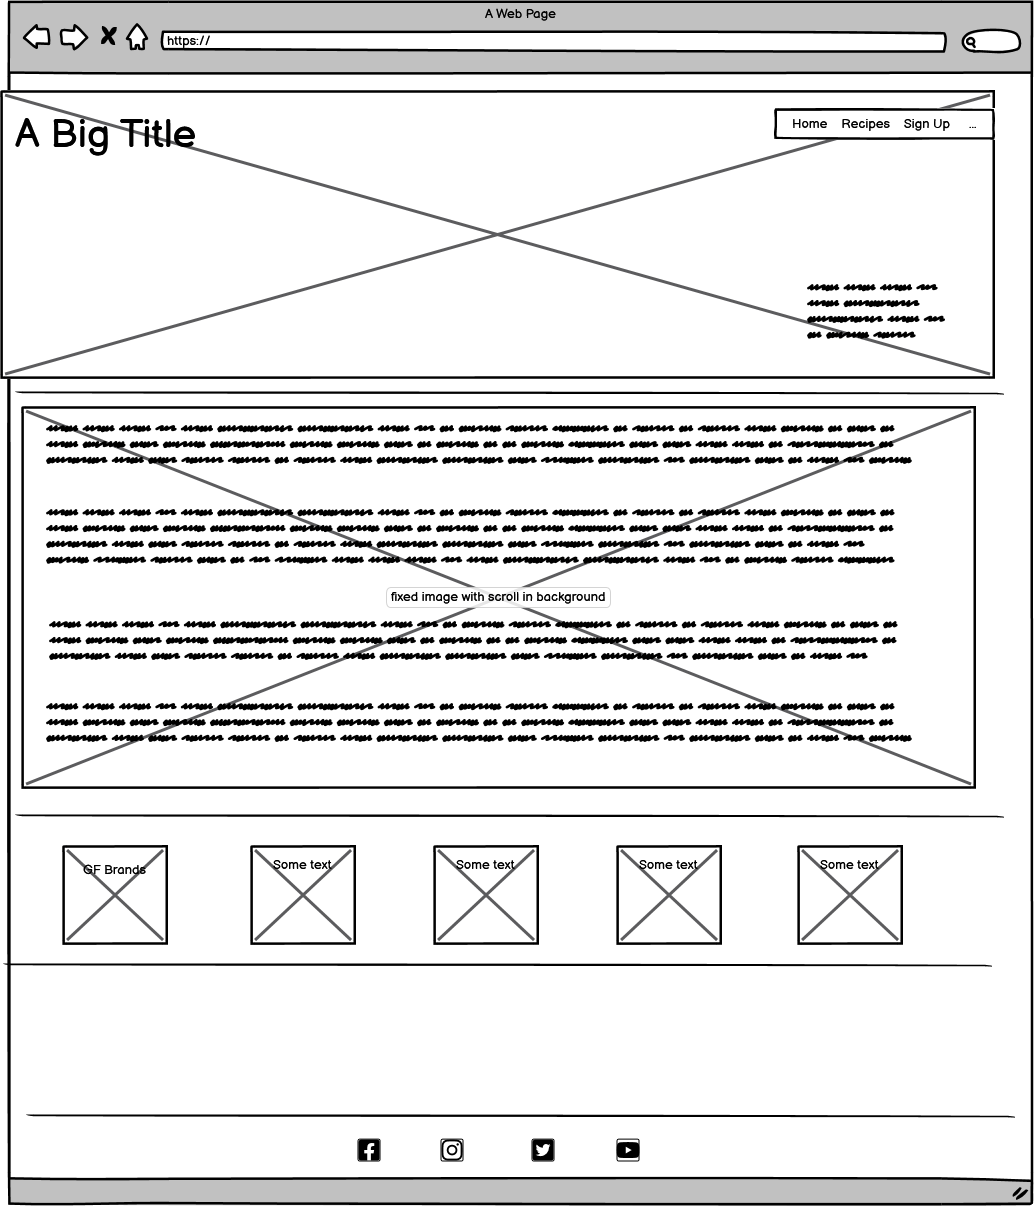 A Web Page
https://
A Big Title
Home Recipes Sign Up ...
fixed image with scroll in background
GF Brands
Some text
Some text
Some text
Some text